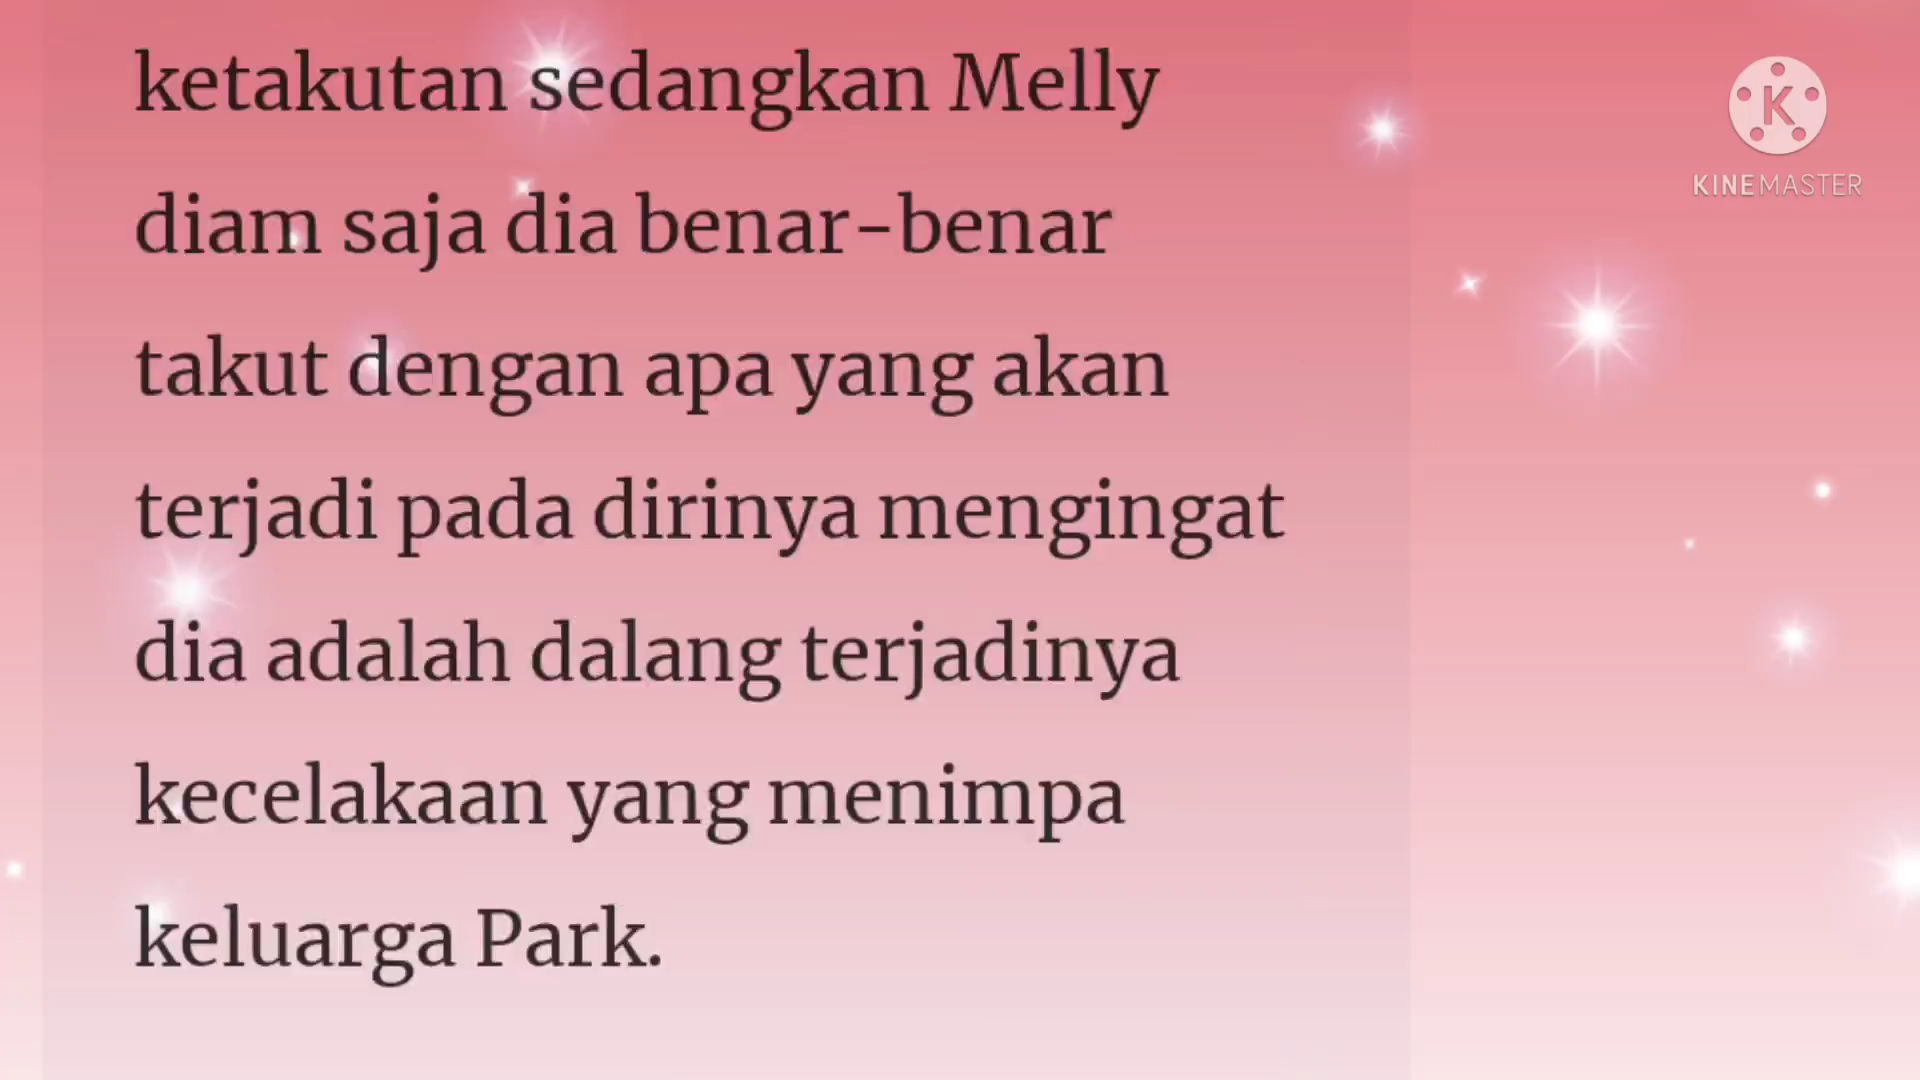 ketakutan sedangkan Melly
diam saja dia benar-benar
takut dengan apa yang akan
terjadi pada dirinya mengingat
dia adalah dalang terjadinya
kecelakaan yang menimpa
keluarga Park.
K
KINEMASTER